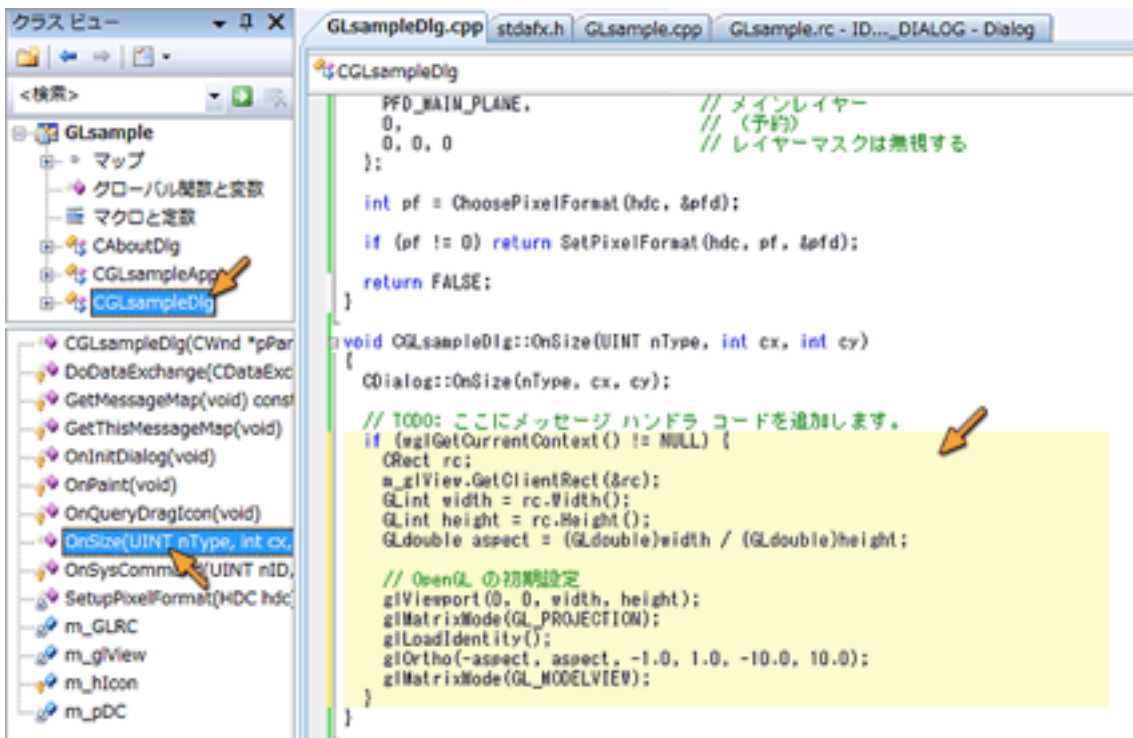 クラス ビュー
<検索>
GLsample
マップ
グローバル関数と変数
マクロと定数
CAboutDlg
CGLsampleApp
CGLsampleDlg
CGLsampleDlg(CWnd *pPar
DoDataExchange(CDataExc
GetMessageMap(void) const
GetThisMessageMap(void)
OnInitDialog(void)
OnPaint(void)
OnQueryDragIcon(void)
OnSize(UINT nType, int cx,
OnSysComm (UINT nID,
SetupPixelFormat(HDC hdc)
m_GLRC
m_glView
m_hIcon
m_pDC
GLsampleDlg.cpp stdafx.h GLsample.cpp GLsample.rc - ID..._DIALOG - Dialog
CGLsampleDlg
PFD_MAIN_PLANE, // メインレイヤー
0, // (予約)
0, 0, 0 // レイヤーマスクは無視する
};
int pf = ChoosePixelFormat(hdc, &pfd);
if (pf != 0) return SetPixelFormat(hdc, pf, &pfd);
return FALSE;
}
void CGLsampleDlg::OnSize(UINT nType, int cx, int cy)
{
CDialog::OnSize(nType, cx, cy);
// TODO: ここにメッセージ ハンドラ コードを追加します。
if (wglGetCurrentContext() != NULL) {
CRect rc;
m_glView.GetClientRect(&rc);
GLint width = rc.Width();
GLint height = rc.Height();
GLdouble aspect = (GLdouble)width / (GLdouble)height;
// OpenGL の初期設定
glViewport(0, 0, width, height);
glMatrixMode(GL_PROJECTION);
glLoadIdentity();
glOrtho(-aspect, aspect, -1.0, 1.0, -10.0, 10.0);
glMatrixMode(GL_MODELVIEW);
}
}